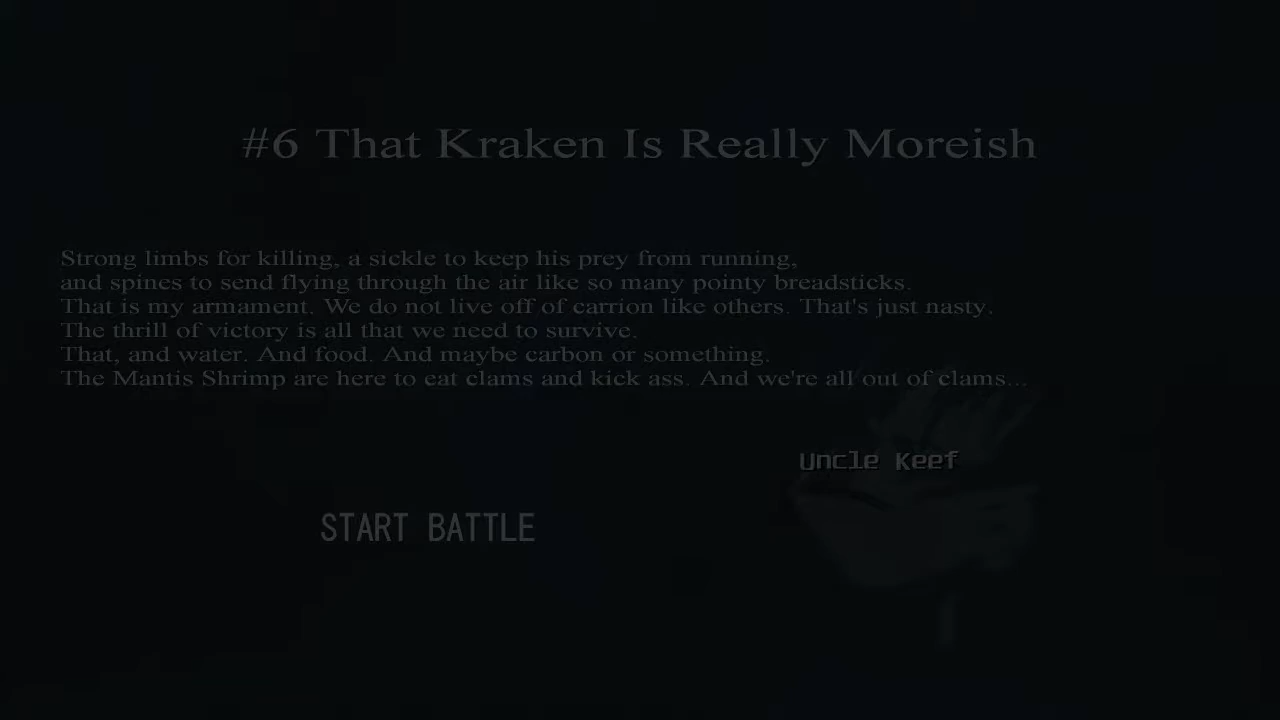 #6 That Kraken Is Really Moreish
Strong limbs for killing, a sickle to keep his prey from running,
and spines to send flying through the air like so many pointy breadsticks.
That is my armament. We do not live off of carrion like others. That's just nasty.
The thrill of victory is all that we need to survive.
That, and water. And food. And maybe carbon or something.
The Mantis Shrimp are here to eat clams and kick ass. And we're all out of clams...
Uncle Keef
START BATTLE